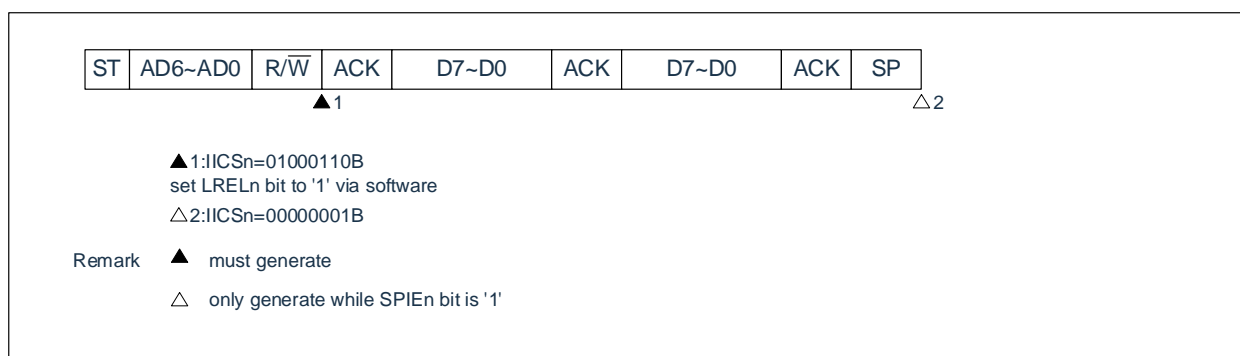 ST AD6~AD0 R/W̅ ACK D7~D0 ACK D7~D0 ACK SP
▲1 △2
▲1:IICSn=01000110B
set LRELn bit to '1' via software
△2:IICSn=00000001B
Remark ▲ must generate
△ only generate while SPIEn bit is '1'